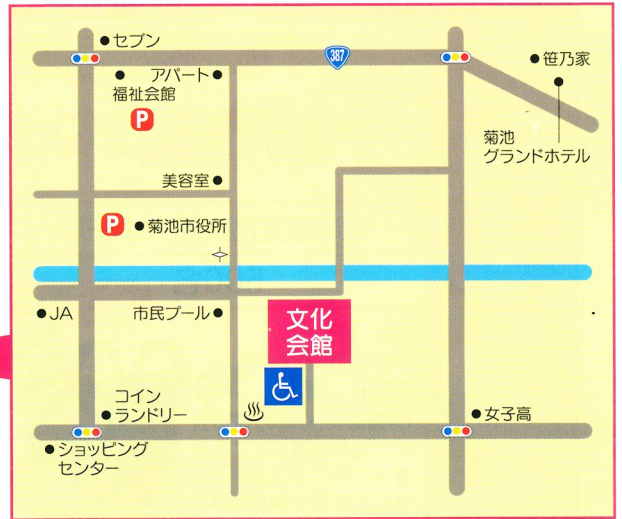 セブン
387
笹乃家
アパート
福祉会館
P
菊池
グランドホテル
美容室
P
菊池市役所
JA
市民プール
文化
会館
コイン
ランドリー
女子高
ショッピング
センター